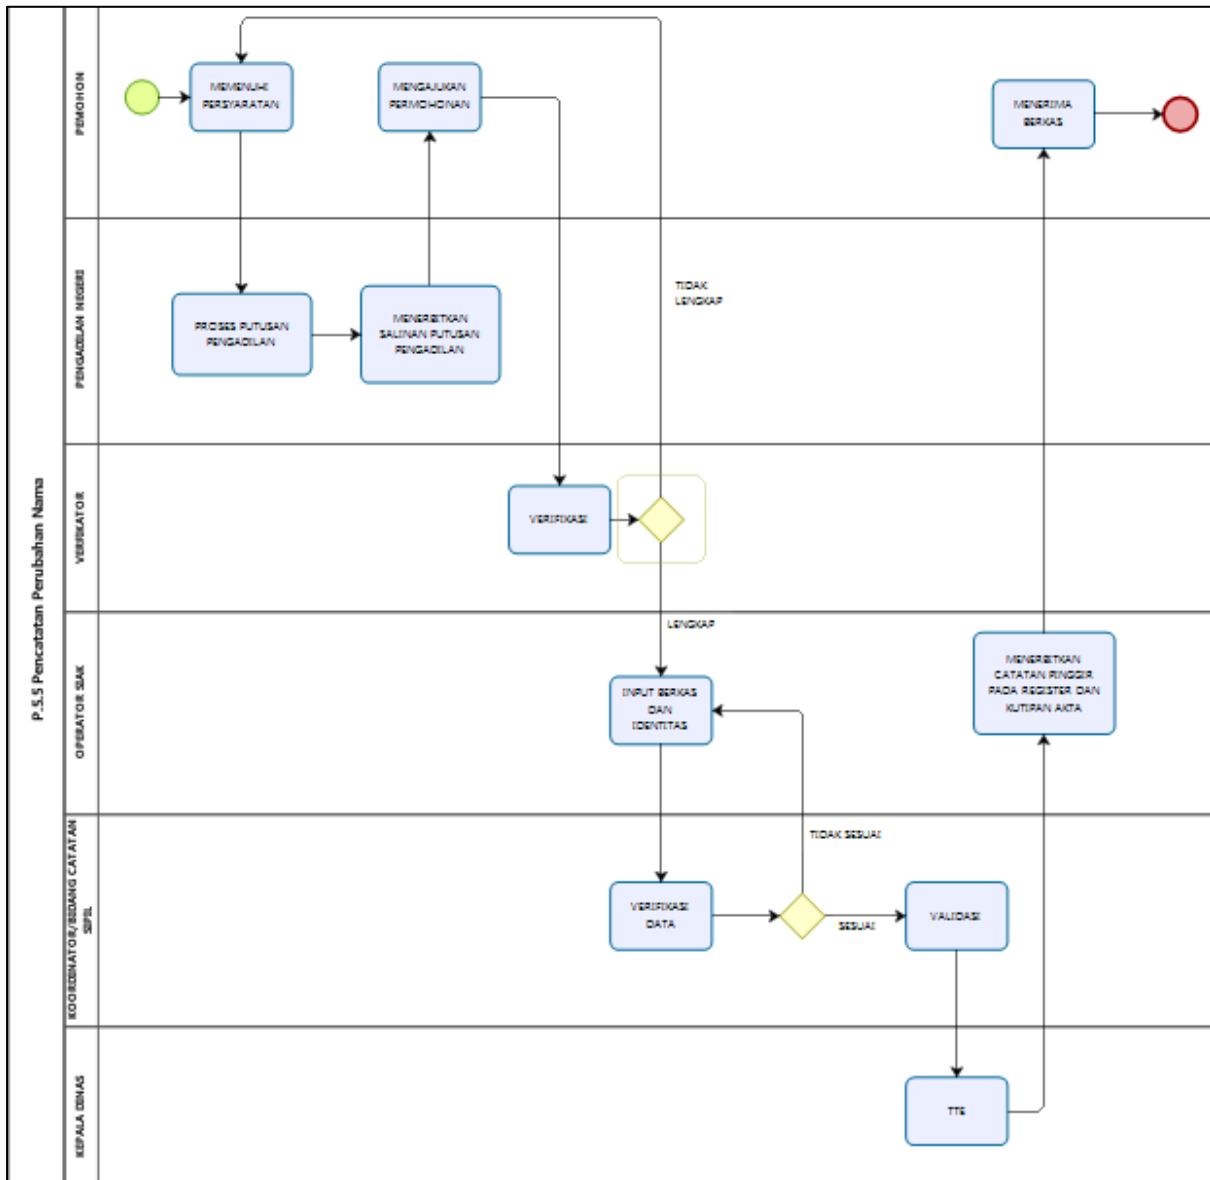 P.5.5 Pencatatan Perubahan Nama
PEMOHON
MEMENUHI
PERSYARATAN
MENGAJUKAN
PERMOHONAN
MENERIMA
BERKAS
PENGADILAN NEGERI
PROSES PUTUSAN
PENGADILAN
MENERBITKAN
SALINAN PUTUSAN
PENGADILAN
TIDAK
LENGKAP
VERIFIKATOR
VERIFIKASI
OPERATOR SIAK
LENGKAP
INPUT BERKAS
DAN
IDENTITAS
MENERBITKAN
CATATAN PINGGIR
PADA REGISTER DAN
KUTIPAN AKTA
KOORDINATOR/BIDANG CATATAN
SIPIL
VERIFIKASI
DATA
TIDAK SESUAI
SESUAI
VALIDASI
KEPALA DINAS
TTE